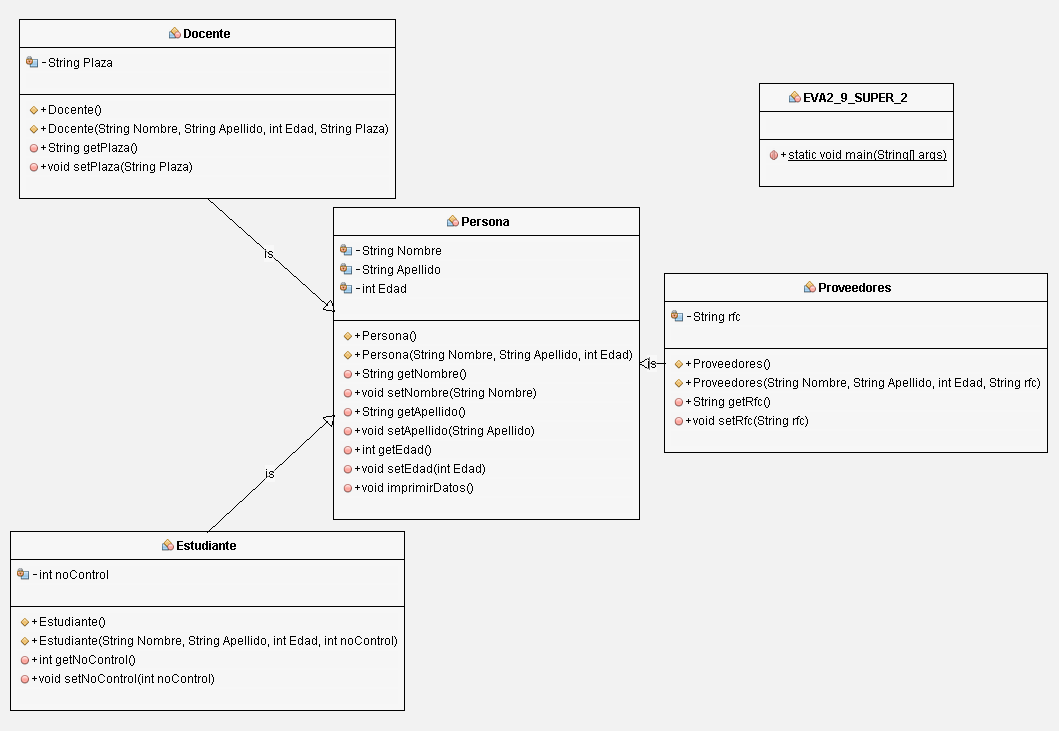 Docente
-String Plaza
+Docente()
+Docente(String Nombre, String Apellido, int Edad, String Plaza)
+String getPlaza()
+void setPlaza(String Plaza)
EVA2_9_SUPER_2
+static void main(String[] args)
is
Persona
-String Nombre
-String Apellido
-int Edad
+Persona()
+Persona(String Nombre, String Apellido, int Edad)
+String getNombre()
+void setNombre(String Nombre)
+String getApellido()
+void setApellido(String Apellido)
+int getEdad()
+void setEdad(int Edad)
+void imprimirDatos()
is
Proveedores
-String rfc
+Proveedores()
+Proveedores(String Nombre, String Apellido, int Edad, String rfc)
+String getRfc()
+void setRfc(String rfc)
is
Estudiante
-int noControl
+Estudiante()
+Estudiante(String Nombre, String Apellido, int Edad, int noControl)
+int getNoControl()
+void setNoControl(int noControl)